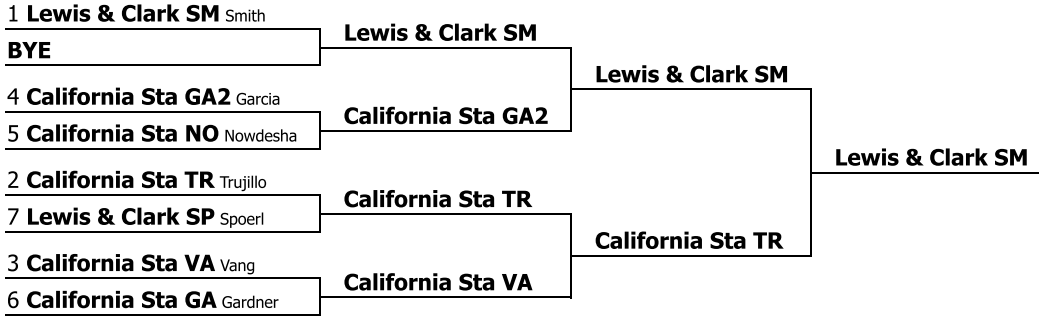 1 Lewis & Clark SM Smith
BYE
4 California Sta GA2 Garcia
5 California Sta NO Nowdesha
2 California Sta TR Trujillo
7 Lewis & Clark SP Spoerl
3 California Sta VA Vang
6 California Sta GA Gardner
Lewis & Clark SM
California Sta GA2
California Sta TR
California Sta VA
Lewis & Clark SM
California Sta TR
Lewis & Clark SM